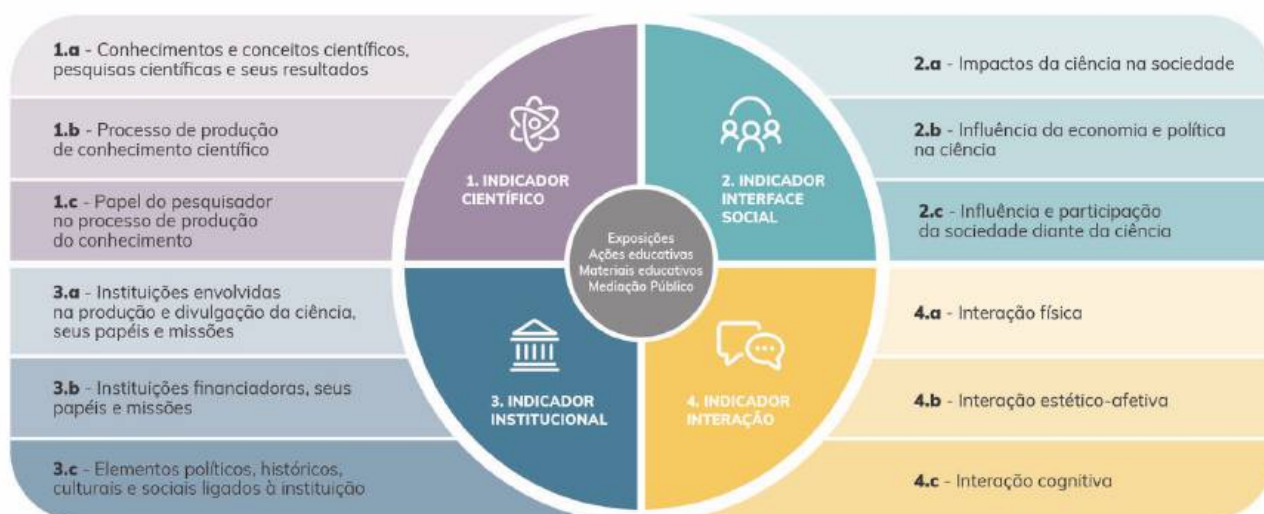 1.a - Conhecimentos e conceitos científicos,
pesquisas científicas e seus resultados
1.b - Processo de produção
de conhecimento científico
1.c - Papel do pesquisador
no processo de produção
do conhecimento
1. INDICADOR
CIENTÍFICO
2. INDICADOR
INTERFACE
SOCIAL
2.a - Impactos da ciência na sociedade
2.b - Influência da economia e política
na ciência
2.c - Influência e participação
da sociedade diante da ciência
Exposições
Ações educativas
Materiais educativos
Mediação Público
3.a - Instituições envolvidas
na produção e divulgação da ciência,
seus papéis e missões
3.b - Instituições financiadoras, seus
papéis e missões
3.c - Elementos políticos, históricos,
culturais e sociais ligados à instituição
3. INDICADOR
INSTITUCIONAL
4. INDICADOR
INTERAÇÃO
4.a - Interação física
4.b - Interação estético-afetiva
4.c - Interação cognitiva